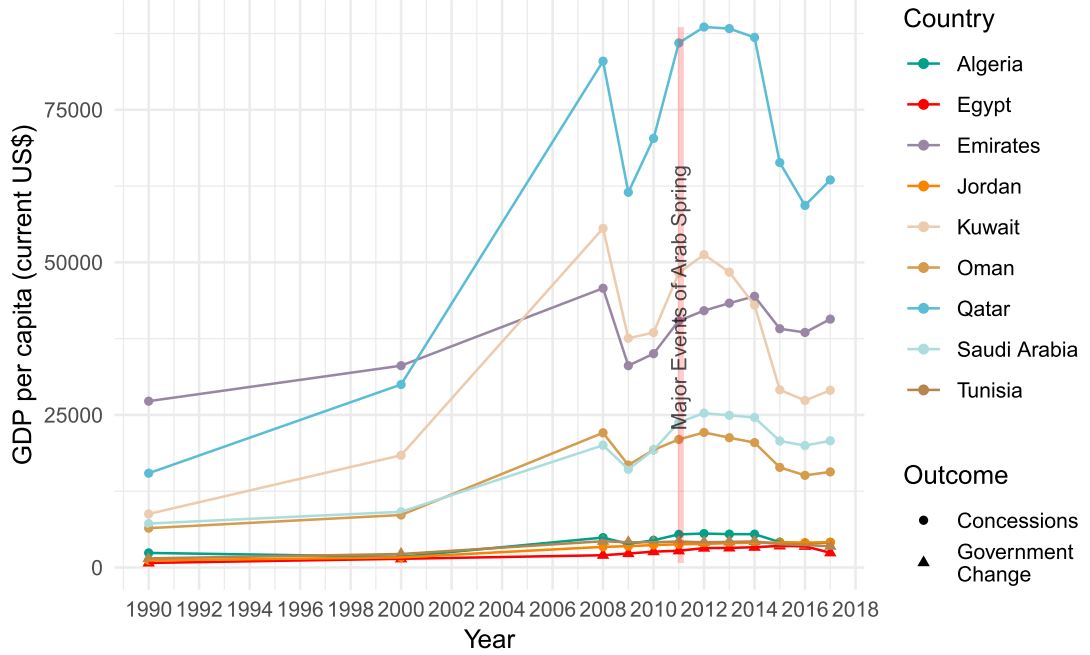 GDP per capita (current US$)
75000
50000
25000
0
Major Events of Arab Spring
1990 1992 1994 1996 1998 2000 2002 2004 2006 2008 2010 2012 2014 2016 2018
Year
Country
Algeria
Egypt
Emirates
Jordan
Kuwait
Oman
Qatar
Saudi Arabia
Tunisia
Outcome
Concessions
Government
Change